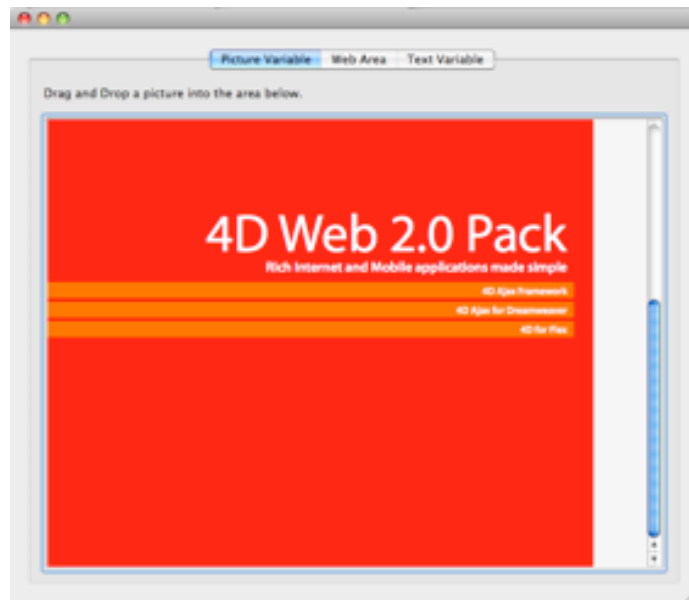 Picture Variable Web Area Text Variable
Drag and Drop a picture into the area below.
4D Web 2.0 Pack
Rich Internet and Mobile applications made simple
4D Ajax Framework
4D Ajax for Dreamweaver
4D for Flex